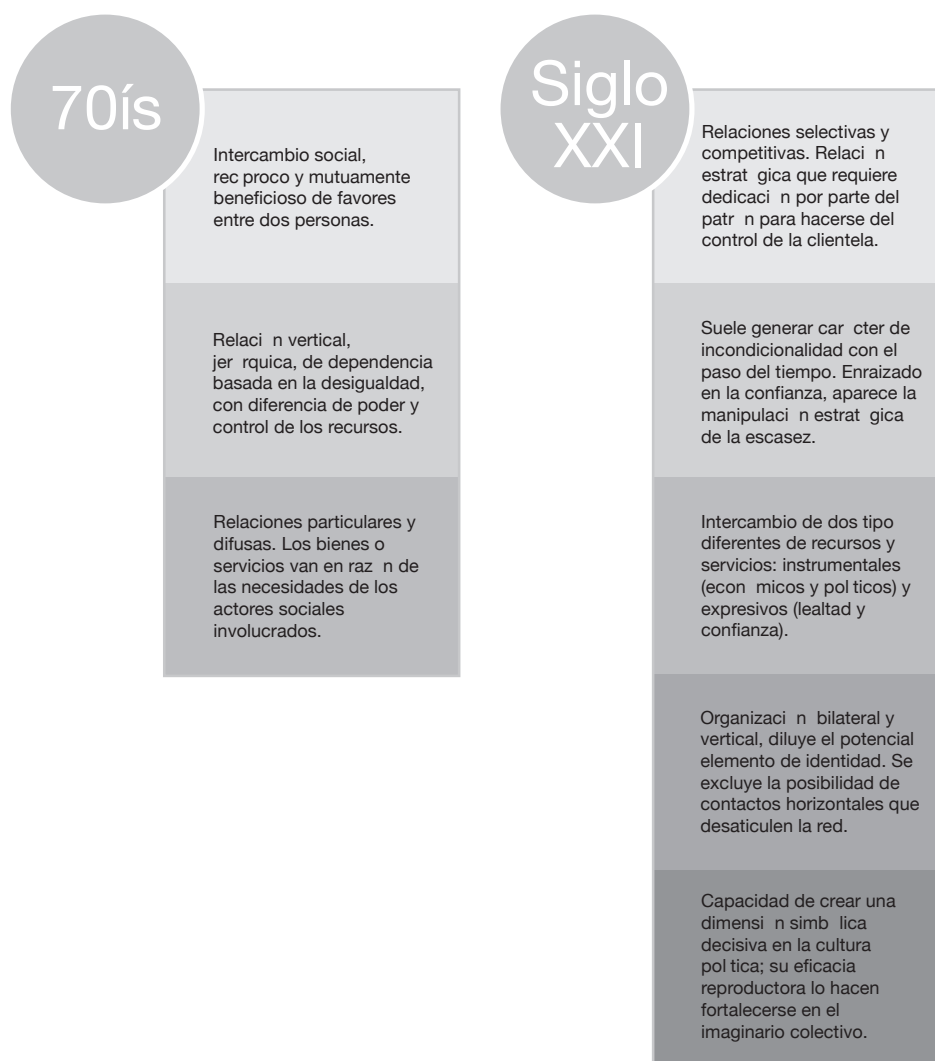 70ís
Intercambio social,
rec proco y mutuamente
beneficioso de favores
entre dos personas.
Relaci n vertical,
jer rquica, de dependencia
basada en la desigualdad,
con diferencia de poder y
control de los recursos.
Relaciones particulares y
difusas. Los bienes o
servicios van en raz n de
las necesidades de los
actores sociales
involucrados.
Siglo
XXI
Relaciones selectivas y
competitivas. Relaci n
estrat gica que requiere
dedicaci n por parte del
patr n para hacerse del
control de la clientela.
Suele generar car cter de
incondicionalidad con el
paso del tiempo. Enraizado
en la confianza, aparece la
manipulaci n estrat gica
de la escasez.
Intercambio de dos tipo
diferentes de recursos y
servicios: instrumentales
(econ micos y pol ticos) y
expresivos (lealtad y
confianza).
Organizaci n bilateral y
vertical, diluye el potencial
elemento de identidad. Se
excluye la posibilidad de
contactos horizontales que
desaticulen la red.
Capacidad de crear una
dimensi n simb lica
decisiva en la cultura
pol tica; su eficacia
reproductora lo hacen
fortalecerse en el
imaginario colectivo.